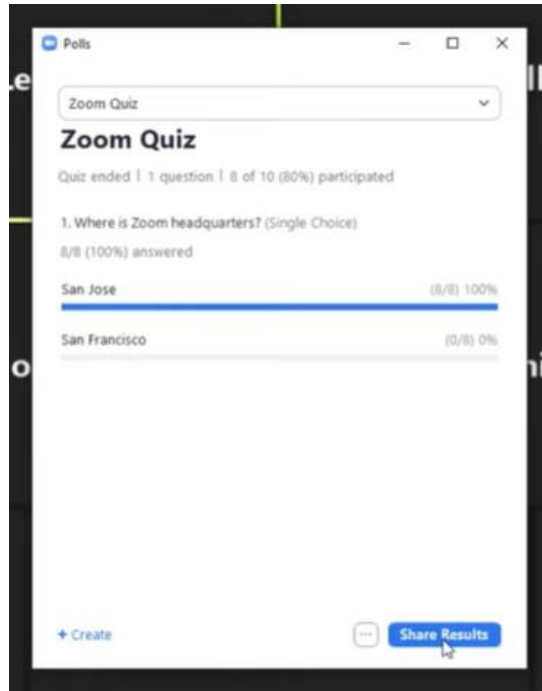 Polls
Zoom Quiz
Zoom Quiz
Quiz ended | 1 question | 8 of 10 (80%) participated
1. Where is Zoom headquarters? (Single Choice)
8/8 (100%) answered
San Jose (8/8) 100%
San Francisco (0/8) 0%
+ Create ... Share Results